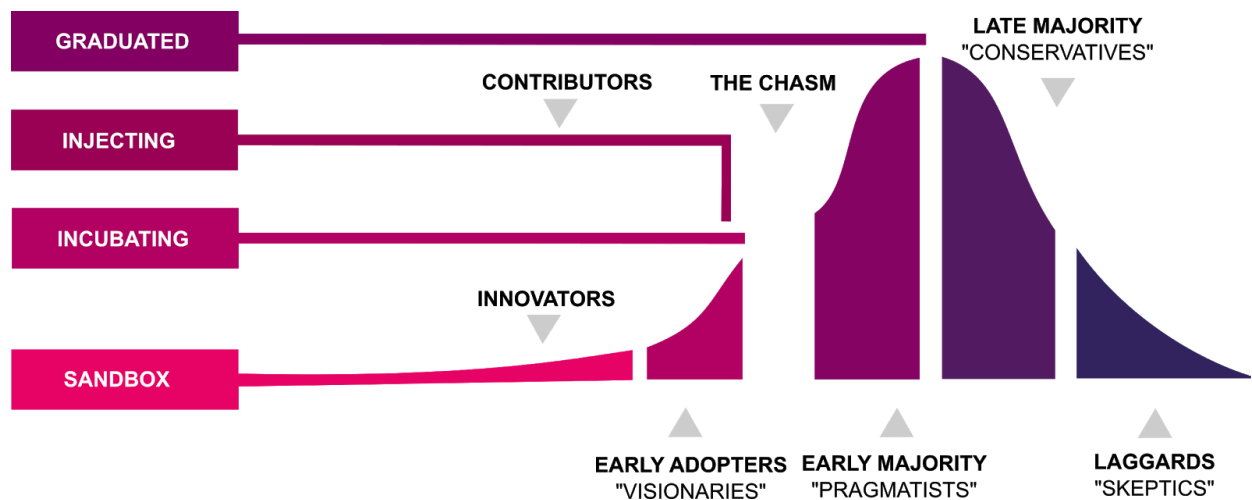 GRADUATED
LATE MAJORITY
"CONSERVATIVES"
CONTRIBUTORS
THE CHASM
INJECTING
INCUBATING
INNOVATORS
SANDBOX
EARLY ADOPTERS
"VISIONARIES"
EARLY MAJORITY
"PRAGMATISTS"
LAGGARDS
"SKEPTICS"